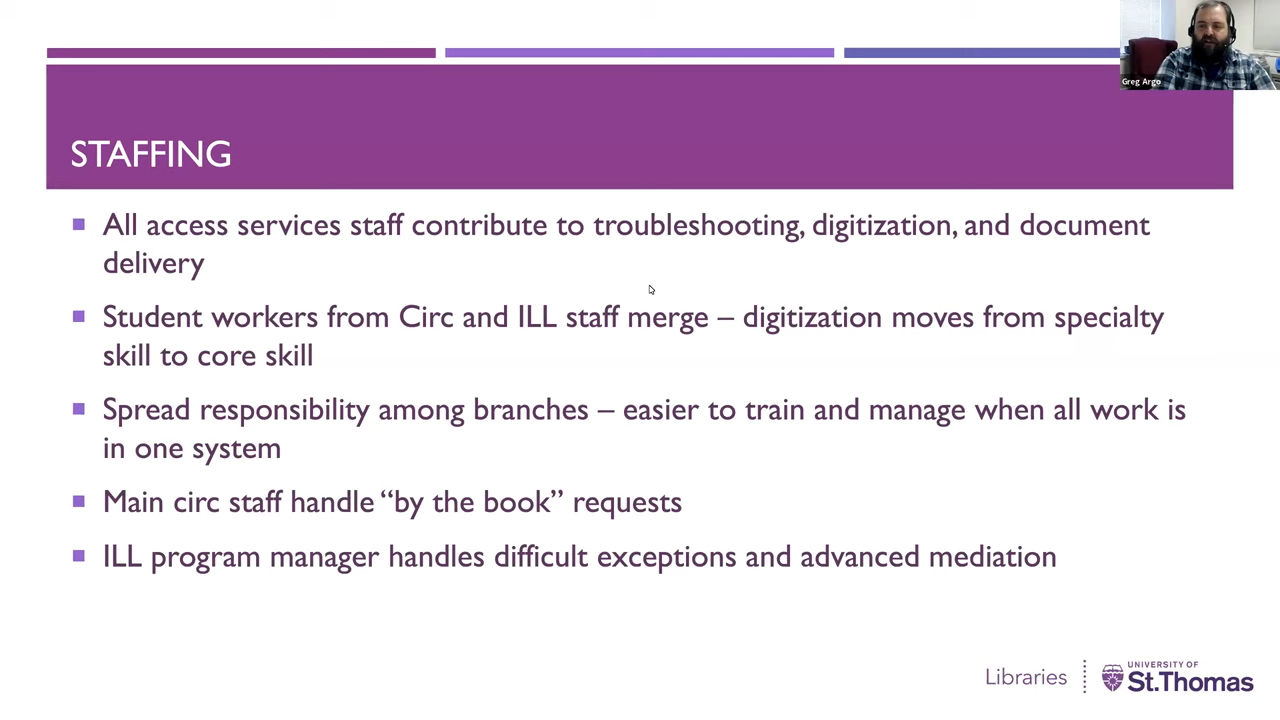 Greg Argo
STAFFING
All access services staff contribute to troubleshooting, digitization, and document
delivery
Student workers from Circ and ILL staff merge – digitization moves from specialty
skill to core skill
Spread responsibility among branches – easier to train and manage when all work is
in one system
Main circ staff handle “by the book” requests
ILL program manager handles difficult exceptions and advanced mediation
Libraries
UNIVERSITY OF
St.Thomas